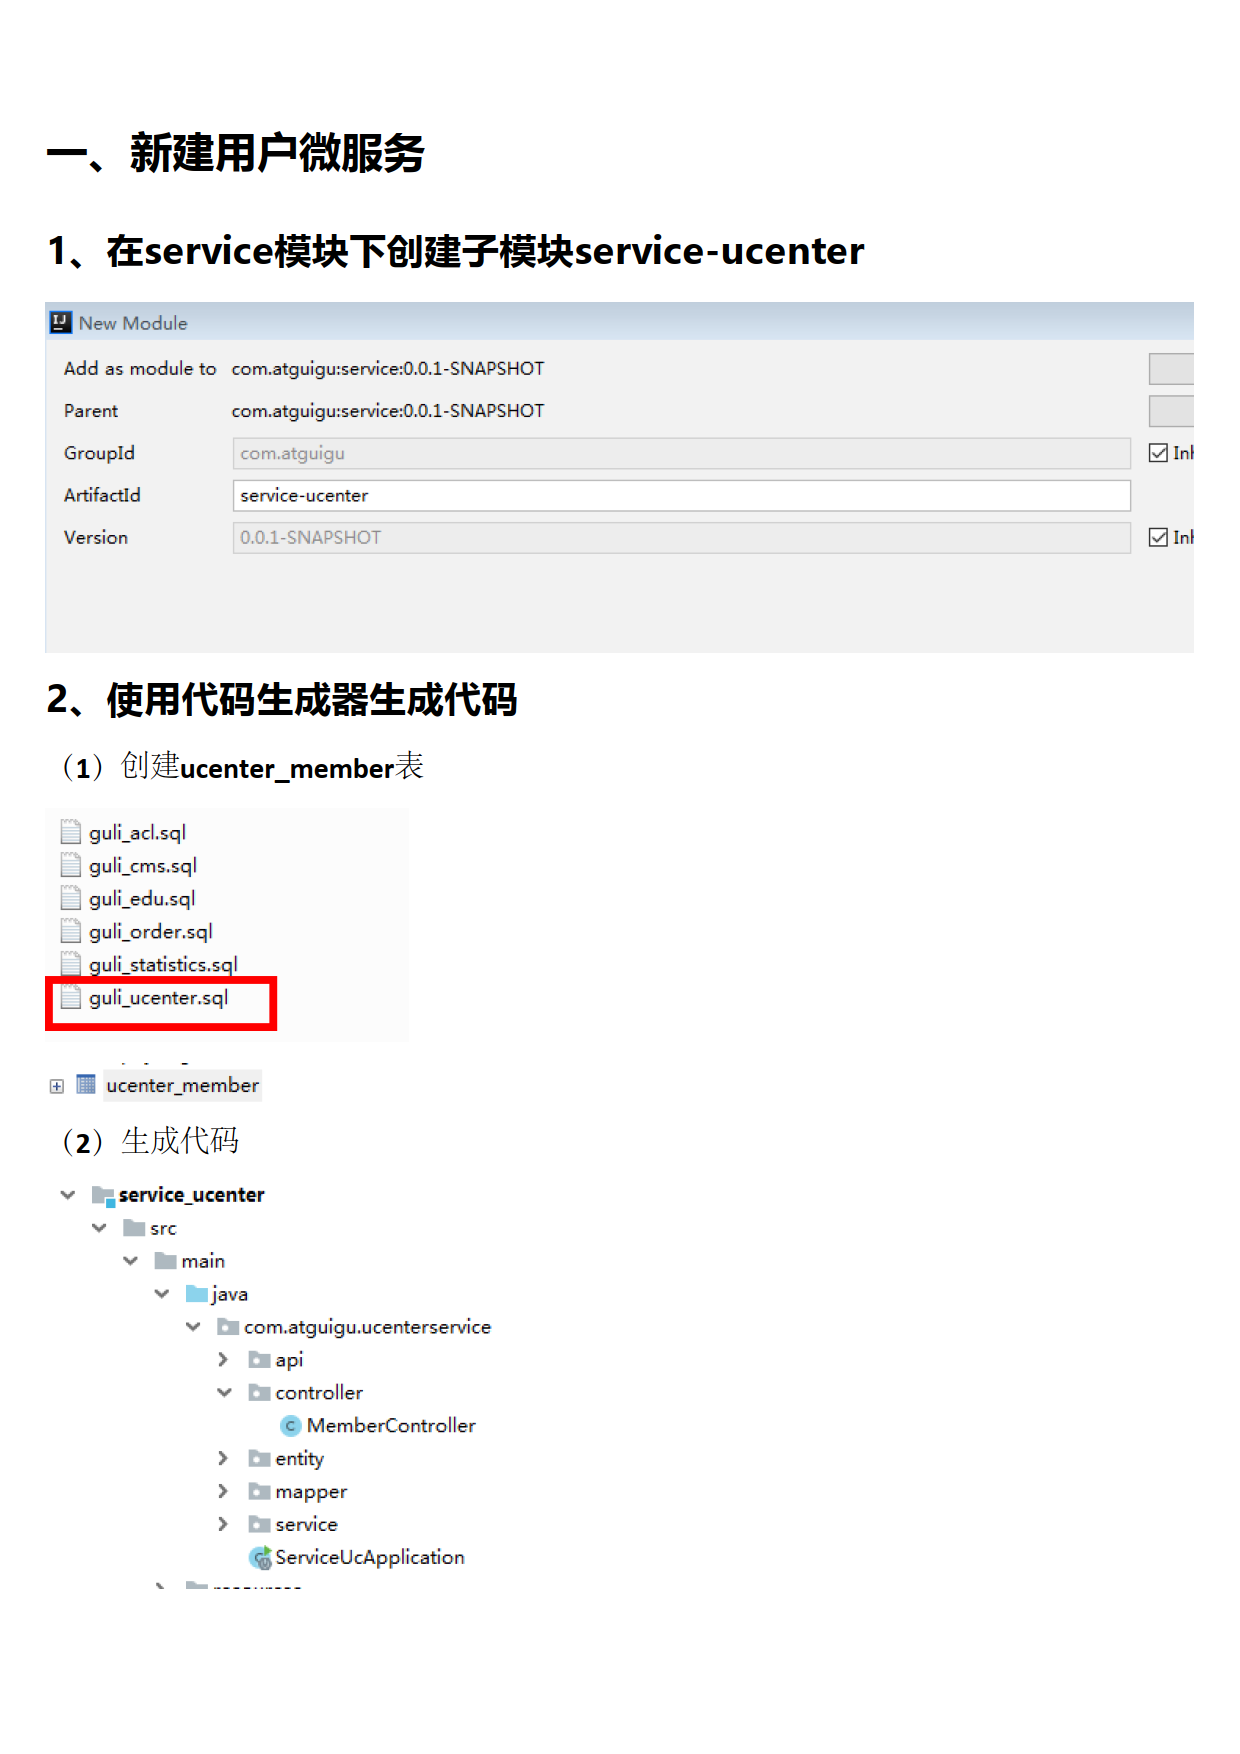 一、新建用户微服务
1、在service模块下创建子模块service-ucenter
New Module
Add as module to com.atguigu:service:0.0.1-SNAPSHOT
Parent com.atguigu:service:0.0.1-SNAPSHOT
GroupId com.atguigu
ArtifactId service-ucenter
Version 0.0.1-SNAPSHOT
2、使用代码生成器生成代码
（1）创建ucenter_member表
guli_acl.sql
guli_cms.sql
guli_edu.sql
guli_order.sql
guli_statistics.sql
guli_ucenter.sql
ucenter_member
（2）生成代码
service_ucenter
src
main
java
com.atguigu.ucenterservice
api
controller
MemberController
entity
mapper
service
ServiceUcApplication